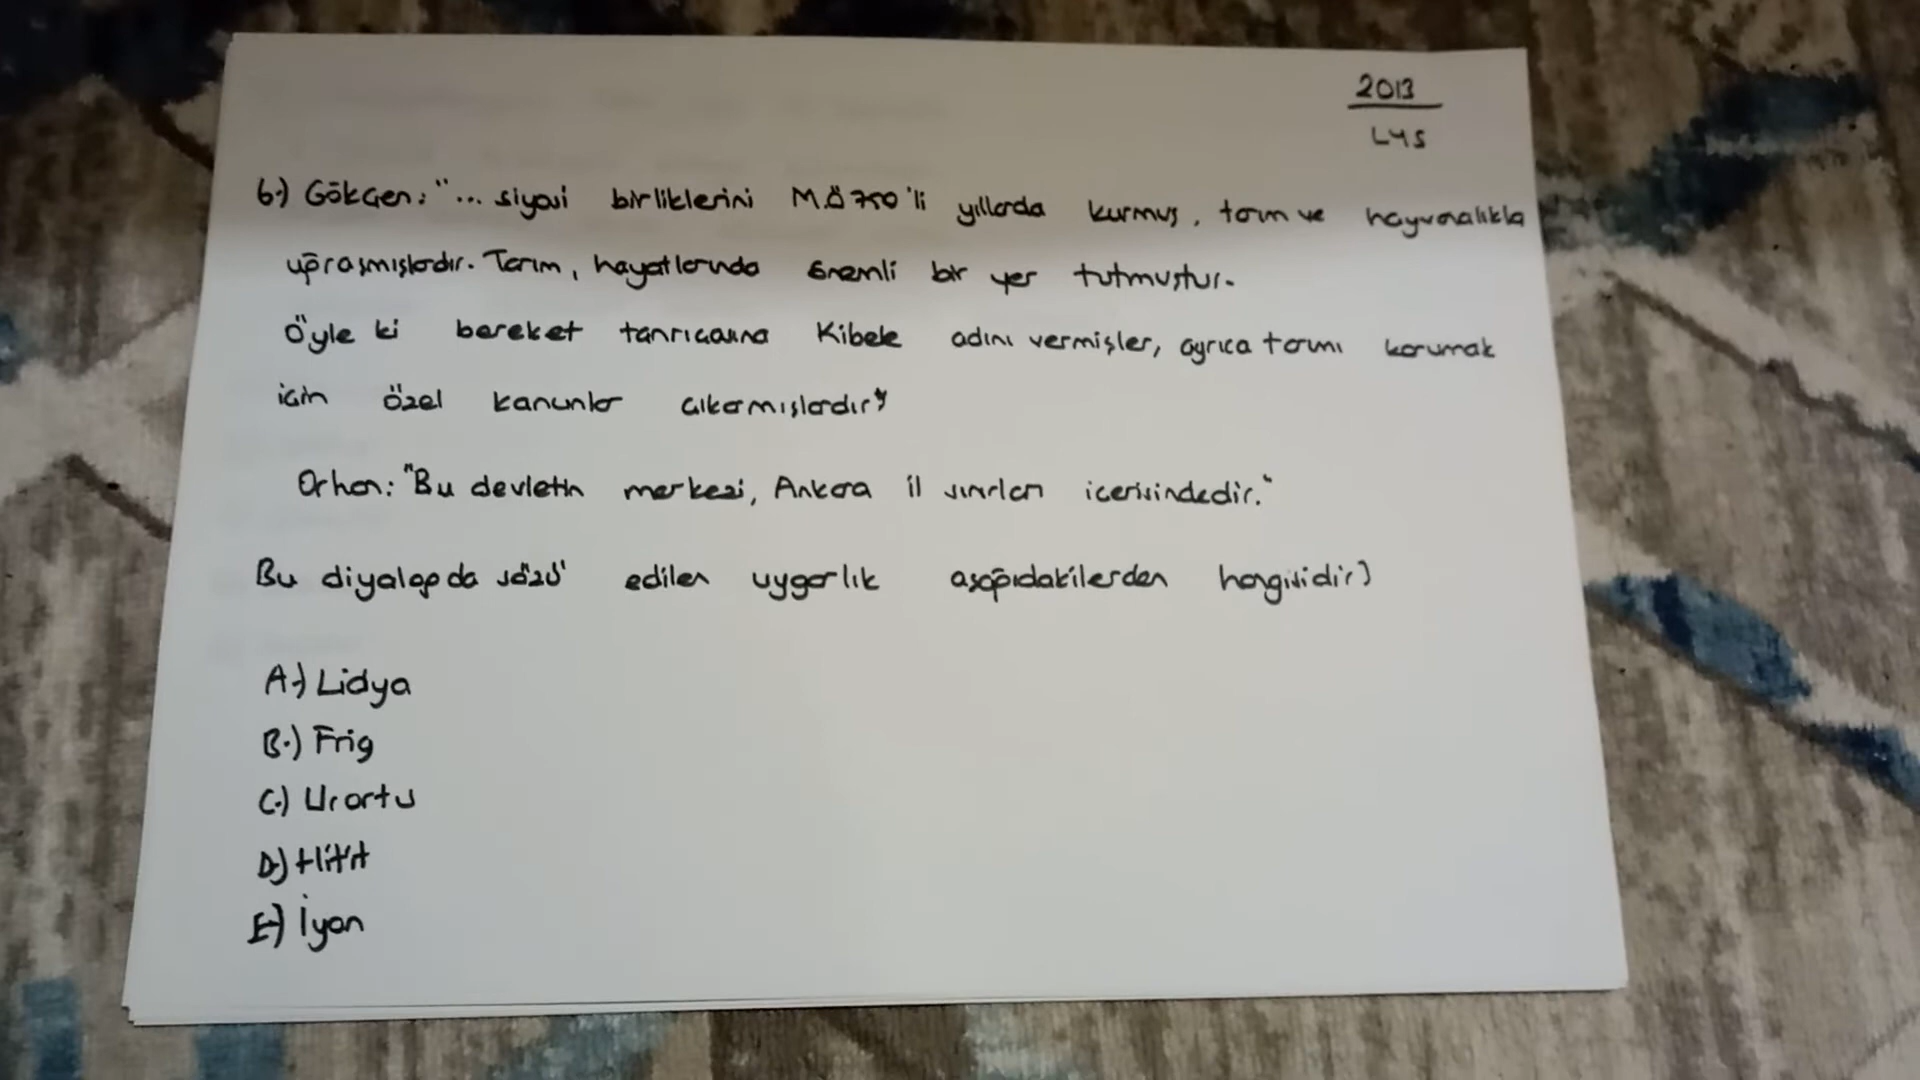 2013
LYS
6-) Gökçen: "... siyasi birliklerini M.Ö 750'li yıllarda kurmuş, tarım ve hayvancılıkla
uğraşmışlardır. Tarım, hayatlarında önemli bir yer tutmuştur.
Öyle ki bereket tanrıçasına Kibele adını vermişler, ayrıca tarımı korumak
için özel kanunlar çıkarmışlardır"
Orhan: "Bu devletin merkezi, Ankara il sınırları içerisindedir."
Bu diyalogda sözü edilen uygarlık aşağıdakilerden hangisidir?
A-) Lidya
B-) Frig
C-) Urartu
D-) Hitit
E-) İyon